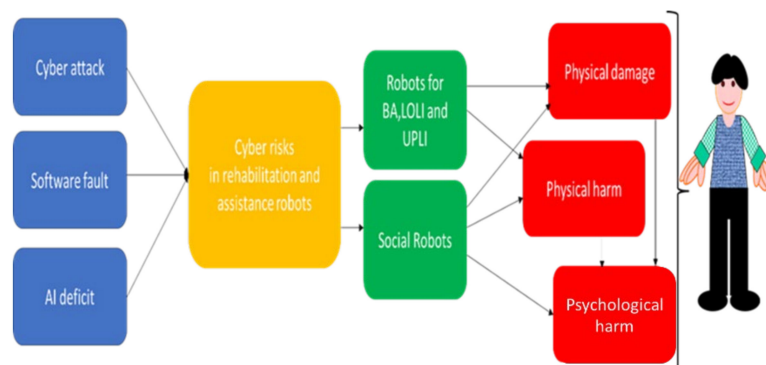 Cyber attack
Software fault
AI deficit
Cyber risks
in rehabilitation and
assistance robots
Robots for
BA,LOLI and
UPLI
Social Robots
Physical damage
Physical harm
Psychological
harm